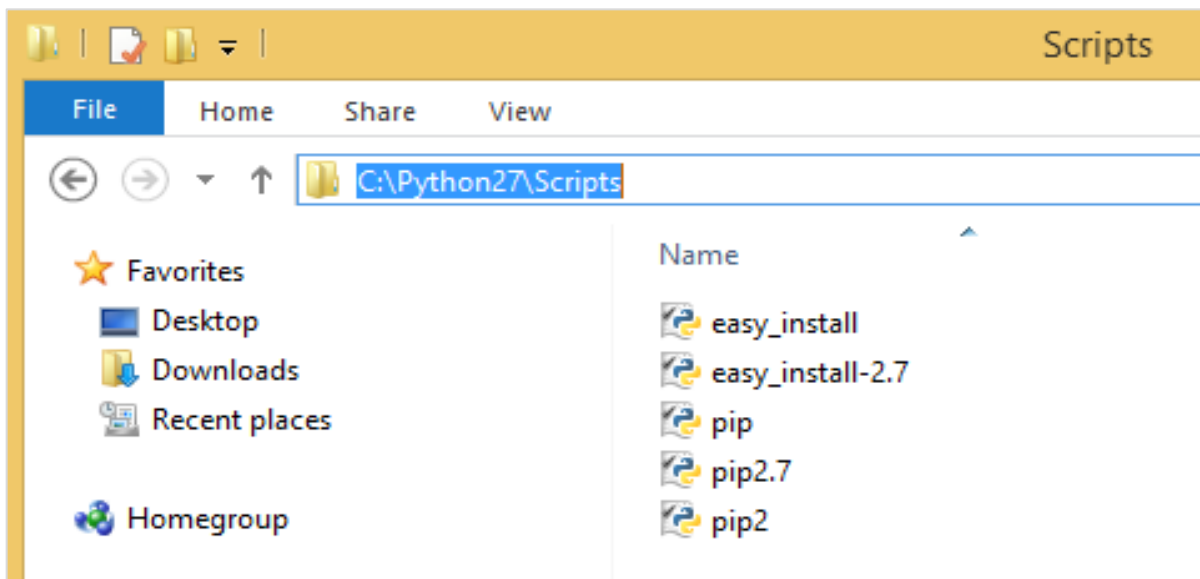 Scripts
File Home Share View
C:\Python27\Scripts
Favorites
Desktop
Downloads
Recent places
Homegroup
Name
easy_install
easy_install-2.7
pip
pip2.7
pip2